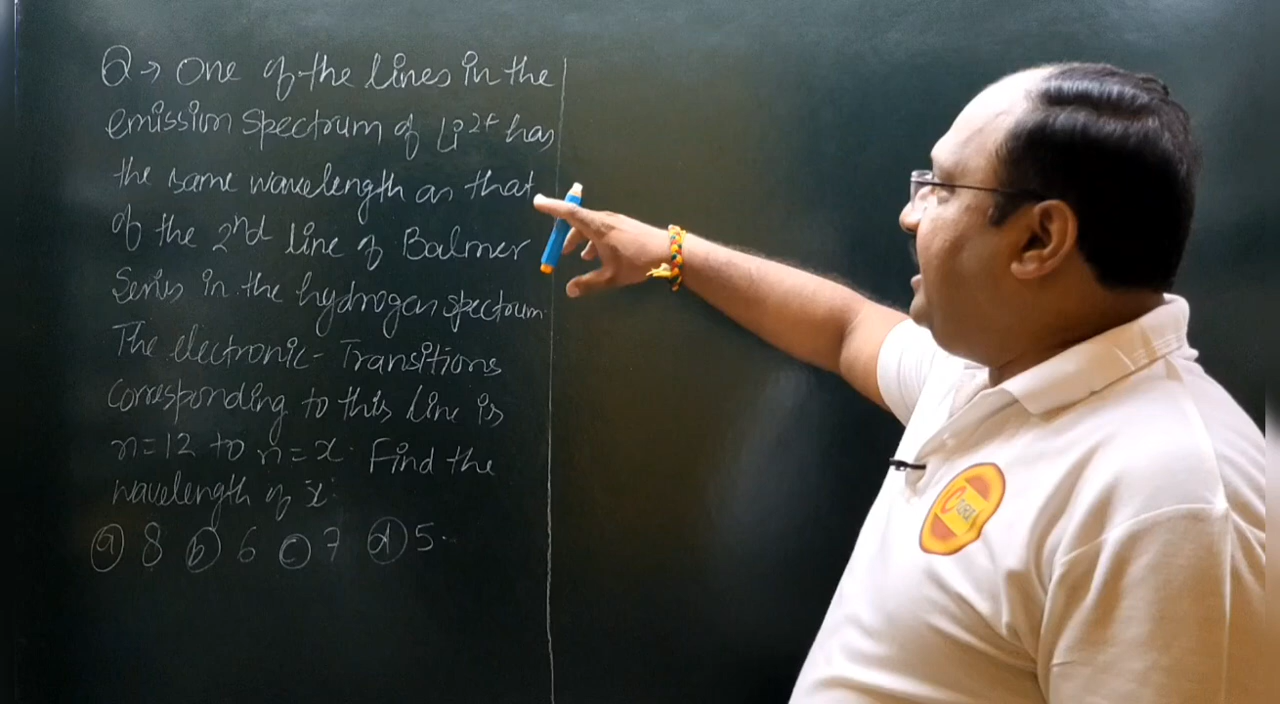 Q → One of the lines in the
emission spectrum of Li2+ has
the same wavelength as that
of the 2nd line of Balmer
Series in the hydrogen spectrum.
The electronic - Transitions
Corresponding to this line is
n=12 to n=x. Find the
wavelength of x.
(a) 8 (b) 6 (c) 7 (d) 5.